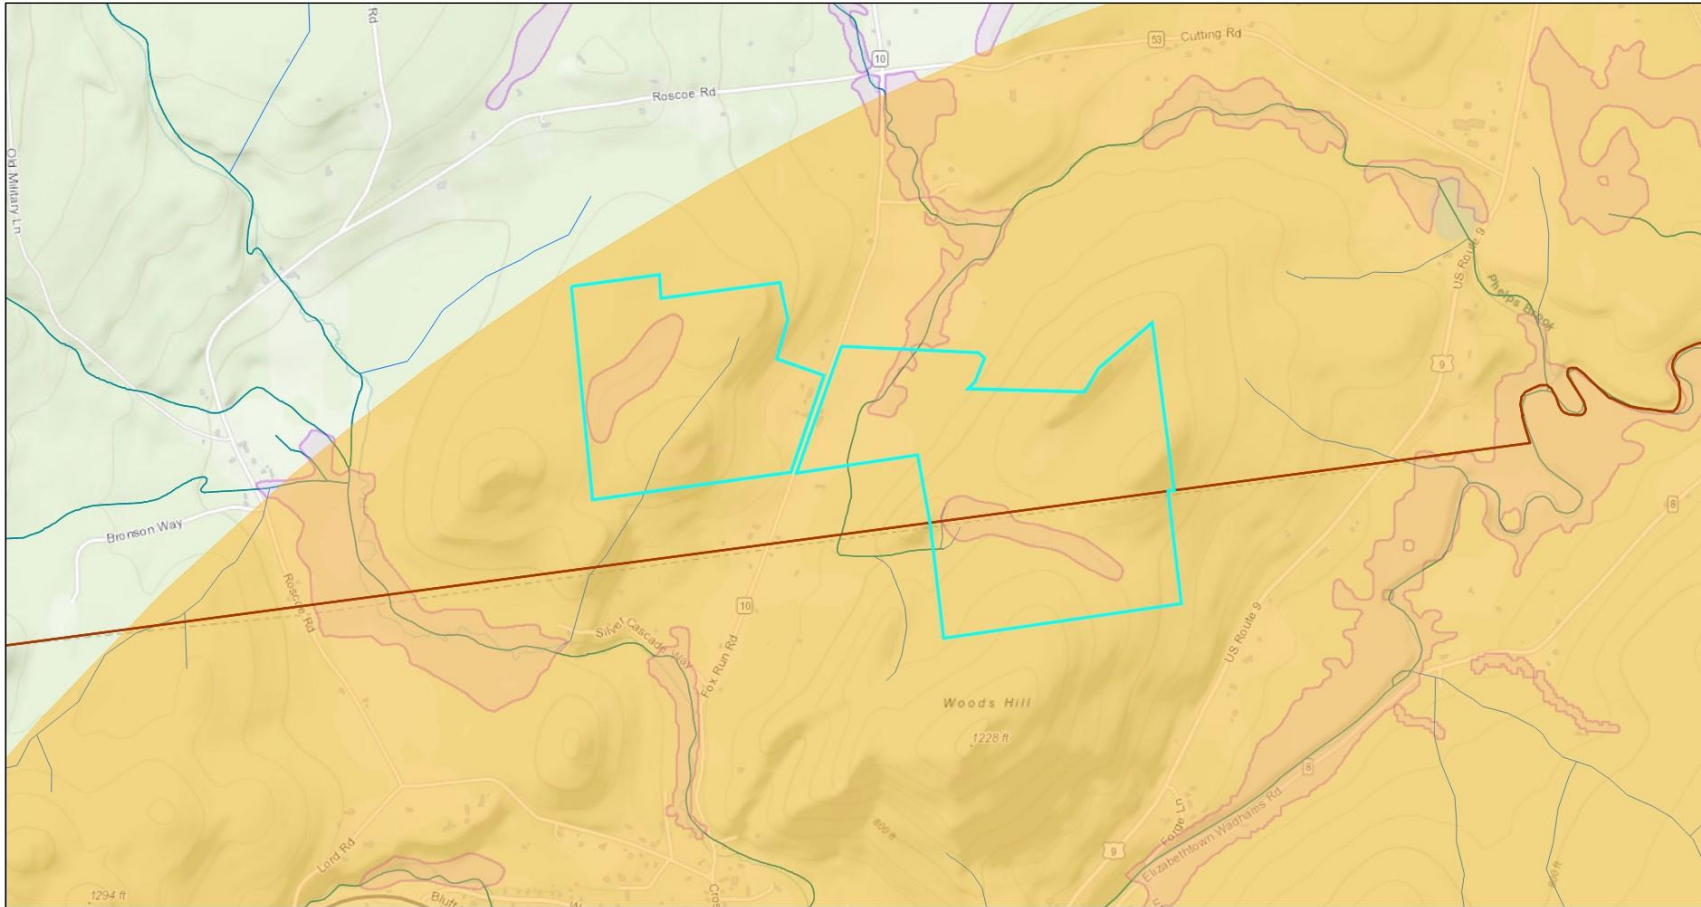 Rd
10
53
Cutting Rd
Roscoe Rd
Old Military Ln
US Route 9
Phelps Brook
9
8
Bronson Way
Roscoe Rd
10
Silver Cascade Way
Fox Run Rd
US Route 9
Woods Hill
1228 ft
8
Forge Ln
800 ft
Elizabethtown Wadhams Rd
Lord Rd
9
1294 ft
Bluff
Cros